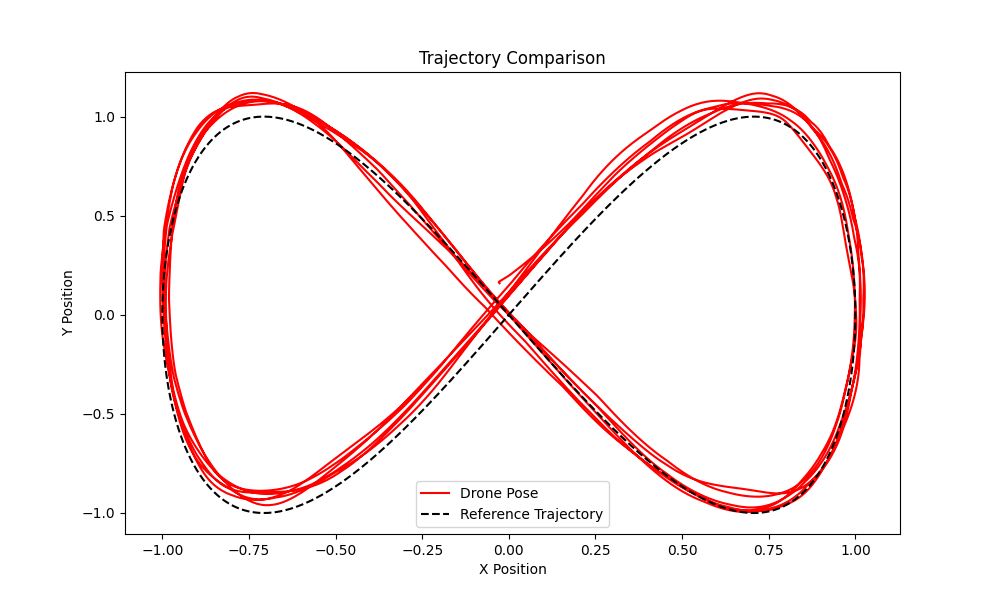 Trajectory Comparison
Y Position
1.0
0.5
0.0
−0.5
−1.0
Drone Pose
Reference Trajectory
−1.00
−0.75
−0.50
−0.25
0.00
0.25
0.50
0.75
1.00
X Position